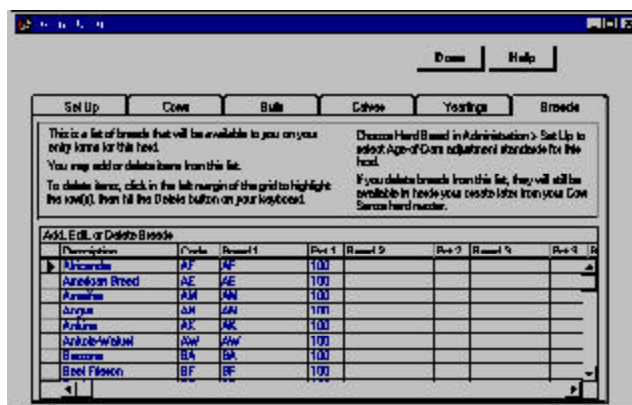 Done Help
Set Up Cows Bulls Calves Yearlings Breeds
This is a list of breeds that will be available to you on your
entry forms for this herd.
You may add or delete items from this list.
To delete items, click in the left margin of the grid to highlight
the row(s), then hit the Delete button on your keyboard.
Choose Herd Breed in Administration > Set Up to
select Age-of-Dam adjustment standards for this
herd.
If you delete breeds from this list, they will still be
available in herds you create later from your Cow
Sense herd master.
Add, Edit, or Delete Breeds
Description Code Breed 1 Pct 1 Breed 2 Pct 2 Breed 3 Pct 3
Africander AF AF 100
American Breed AE AE 100
Amerifax AM AM 100
Angus AN AN 100
Ankina AK AK 100
Ankole-Watusi AW AW 100
BA BA 100
Beef Friesian BF BF 100